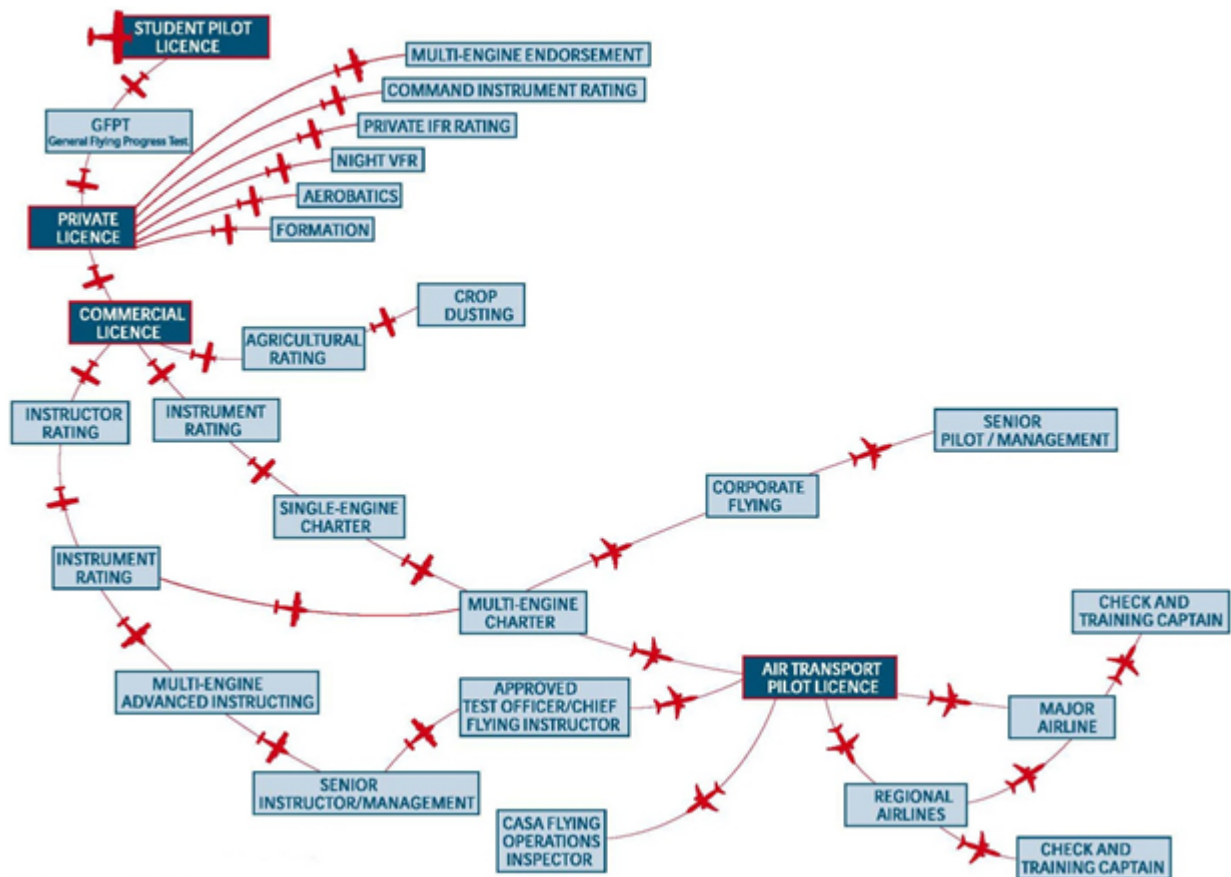 STUDENT PILOT
LICENCE
GFPT
General Flying Progress Test
PRIVATE
LICENCE
MULTI-ENGINE ENDORSEMENT
COMMAND INSTRUMENT RATING
PRIVATE IFR RATING
NIGHT VFR
AEROBATICS
FORMATION
COMMERCIAL
LICENCE
CROP
DUSTING
AGRICULTURAL
RATING
INSTRUCTOR
RATING
INSTRUMENT
RATING
SENIOR
PILOT / MANAGEMENT
CORPORATE
FLYING
SINGLE-ENGINE
CHARTER
INSTRUMENT
RATING
MULTI-ENGINE
CHARTER
CHECK AND
TRAINING CAPTAIN
AIR TRANSPORT
PILOT LICENCE
MULTI-ENGINE
ADVANCED INSTRUCTING
APPROVED
TEST OFFICER/CHIEF
FLYING INSTRUCTOR
MAJOR
AIRLINE
SENIOR
INSTRUCTOR/MANAGEMENT
REGIONAL
AIRLINES
CASA FLYING
OPERATIONS
INSPECTOR
CHECK AND
TRAINING CAPTAIN